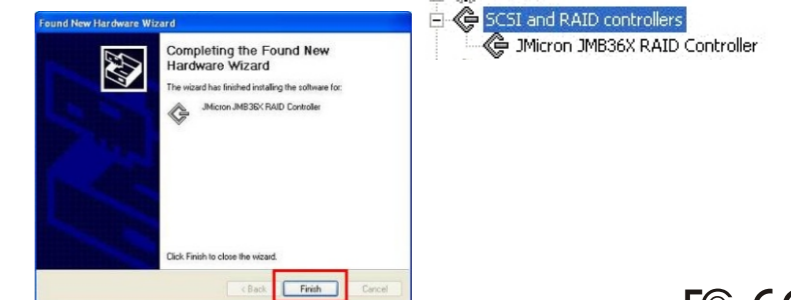 Found New Hardware Wizard
Completing the Found New
Hardware Wizard
The wizard has finished installing the software for:
JMicron JMB36X RAID Controller
Click Finish to close the wizard.
< Back
Finish
Cancel
SCSI and RAID controllers
JMicron JMB36X RAID Controller